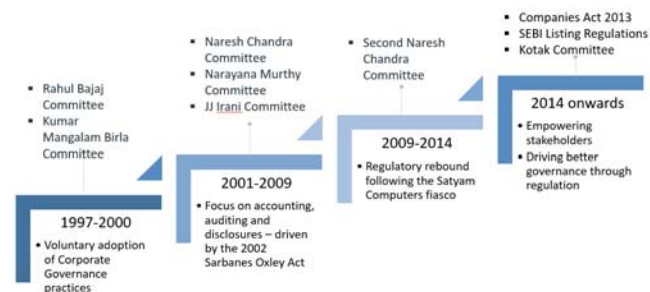 ▪ Rahul Bajaj
Committee
▪ Kumar
Mangalam Birla
Committee
1997-2000
• Voluntary adoption
of Corporate
Governance
practices
▪ Naresh Chandra
Committee
▪ Narayana Murthy
Committee
▪ JJ Irani Committee
2001-2009
• Focus on accounting,
auditing and
disclosures – driven
by the 2002
Sarbanes Oxley Act
▪ Second Naresh
Chandra
Committee
2009-2014
• Regulatory rebound
following the Satyam
Computers fiasco
▪ Companies Act 2013
▪ SEBI Listing Regulations
▪ Kotak Committee
2014 onwards
• Empowering
stakeholders
• Driving better
governance through
regulation